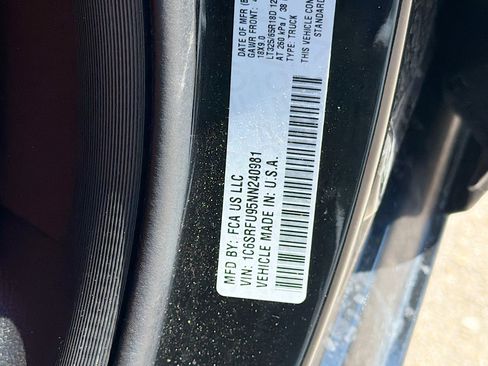 MFD BY: FCA US LLC
VIN: 1C6SRFU95NN240981
VEHICLE MADE IN: U.S.A.
DATE OF MFR
GAWR FRONT:
18X9.0
LT325/65R18D
AT 260 kPa / 38
TYPE: TRUCK
THIS VEHICLE
STANDARD